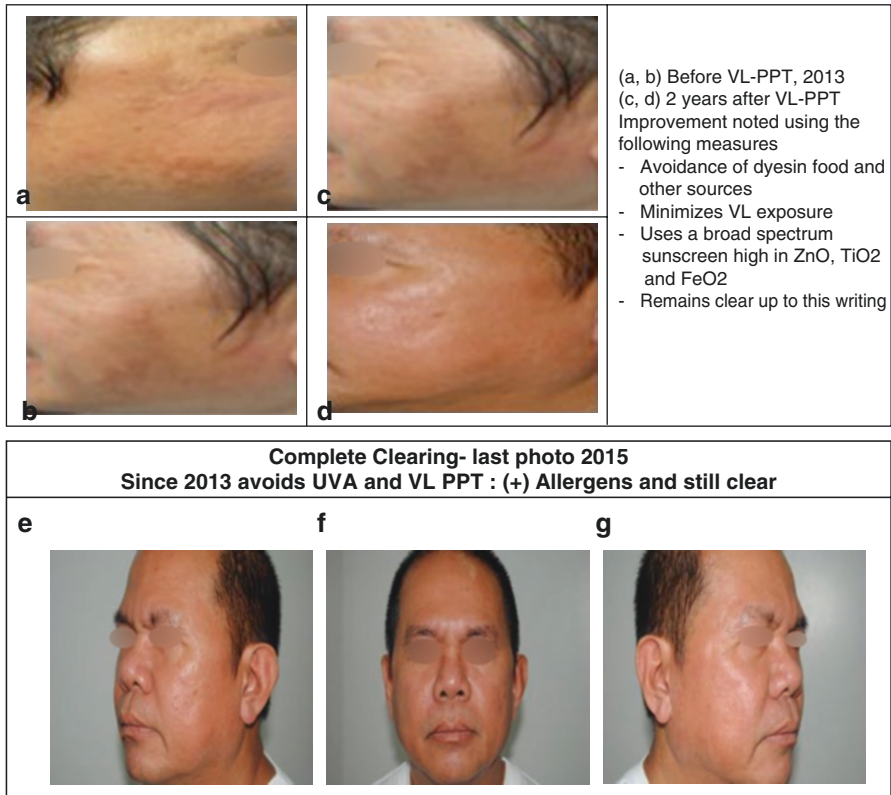 a
c
b
d
(a, b) Before VL-PPT, 2013
(c, d) 2 years after VL-PPT
Improvement noted using the
following measures
- Avoidance of dyesin food and
other sources
- Minimizes VL exposure
- Uses a broad spectrum
sunscreen high in ZnO, TiO2
and FeO2
- Remains clear up to this writing
Complete Clearing- last photo 2015
Since 2013 avoids UVA and VL PPT : (+) Allergens and still clear
e
f
g